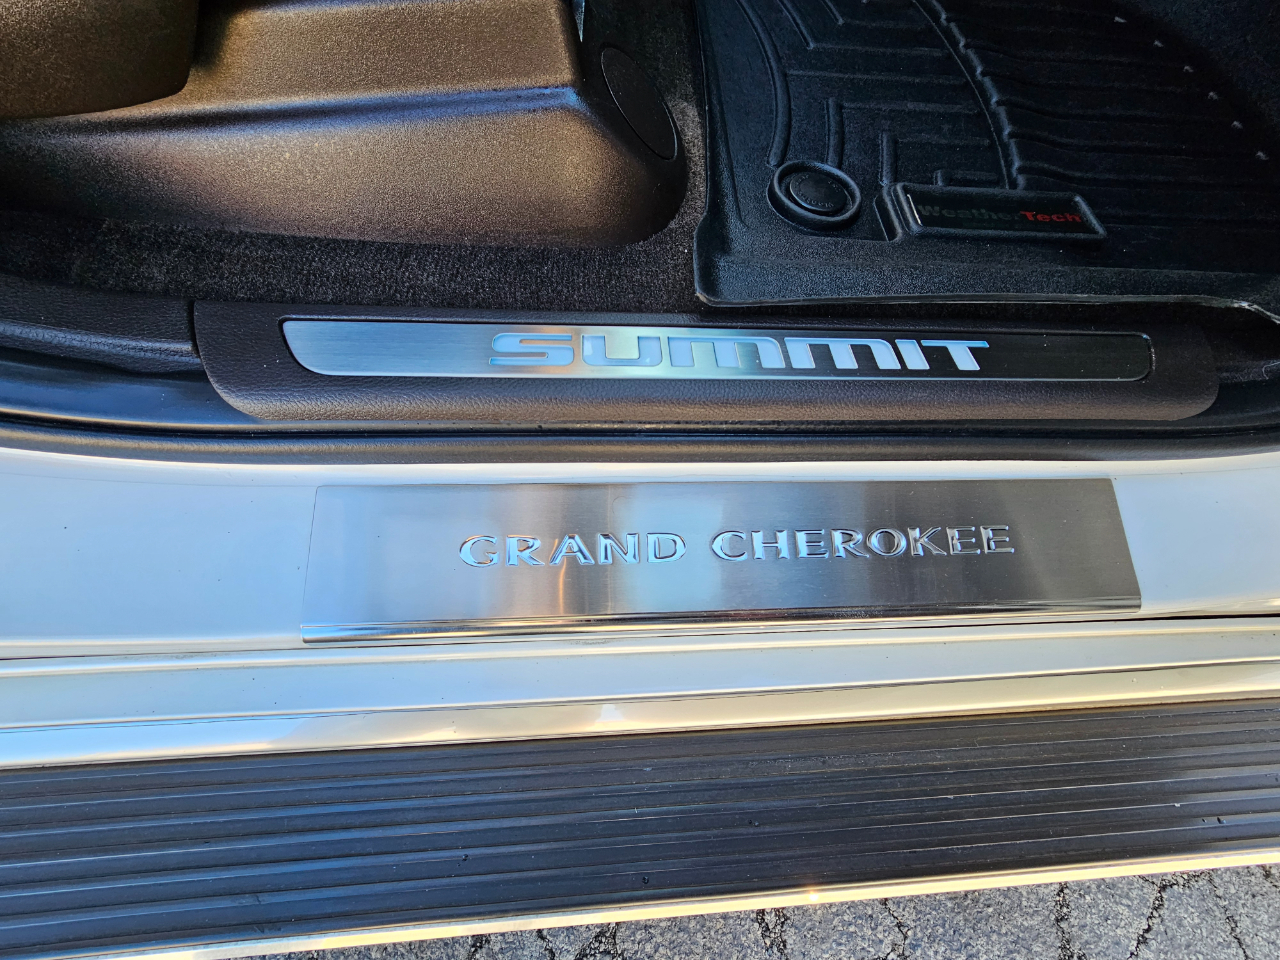 WeatherTech
SUMMIT
GRAND CHEROKEE